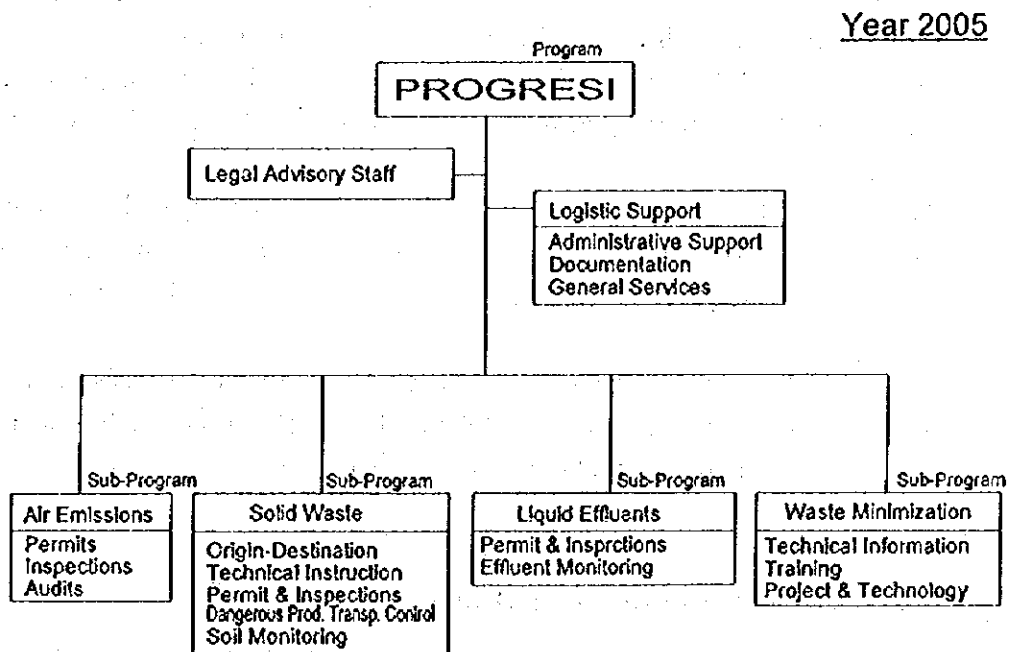 Year 2005
Program
PROGRESI
Legal Advisory Staff
Logistic Support
Administrative Support
Documentation
General Services
Sub-Program
Air Emissions
Permits
Inspections
Audits
Sub-Program
Solid Waste
Origin-Destination
Technical Instruction
Permit & Inspections
Dangerous Prod. Transp. Control
Soil Monitoring
Sub-Program
Liquid Effluents
Permit & Insprctions
Effluent Monitoring
Sub-Program
Waste Minimization
Technical Information
Training
Project & Technology